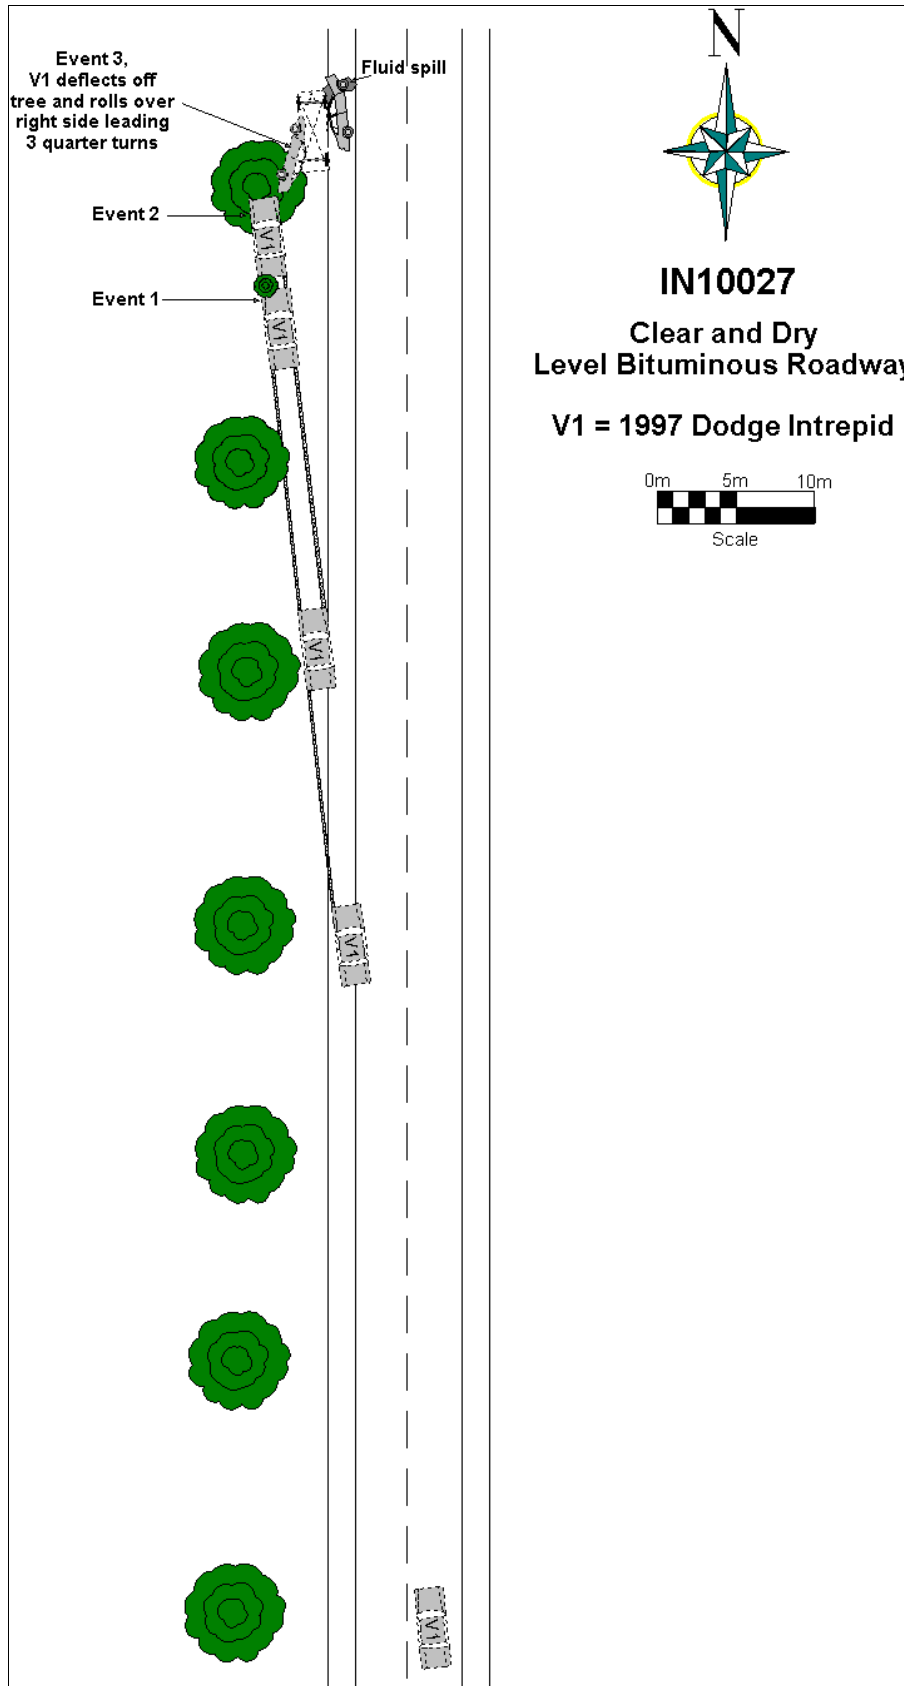 N
Event 3,
V1 deflects off
tree and rolls over
right side leading
3 quarter turns
Fluid spill
Event 2
V1
Event 1
V1
IN10027
Clear and Dry
Level Bituminous Roadway
V1 = 1997 Dodge Intrepid
0m 5m 10m
Scale
V1
V1
V1